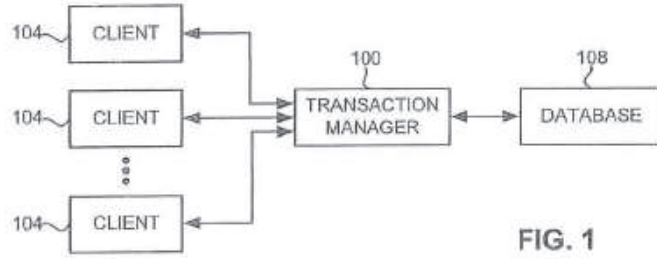 104 CLIENT
100
108
104 CLIENT
TRANSACTION
MANAGER
DATABASE
104 CLIENT
FIG. 1